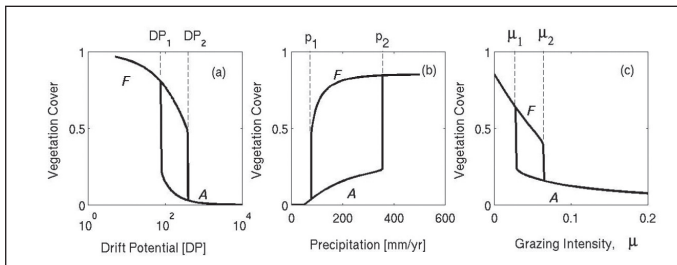 DP1 DP2
1
0.5
0
Vegetation Cover
F
(a)
A
10^0 10^2 10^4
Drift Potential [DP]
p1 p2
1
0.5
0
Vegetation Cover
F
(b)
A
0 200 400 600
Precipitation [mm/yr]
μ1 μ2
1
0.5
0
Vegetation Cover
F
(c)
A
0 0.1 0.2
Grazing Intensity, μ